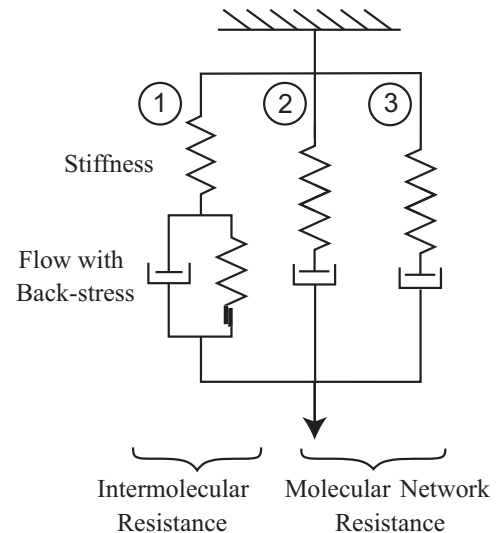 1
2
3
Stiffness
Flow with
Back-stress
Intermolecular
Resistance
Molecular Network
Resistance